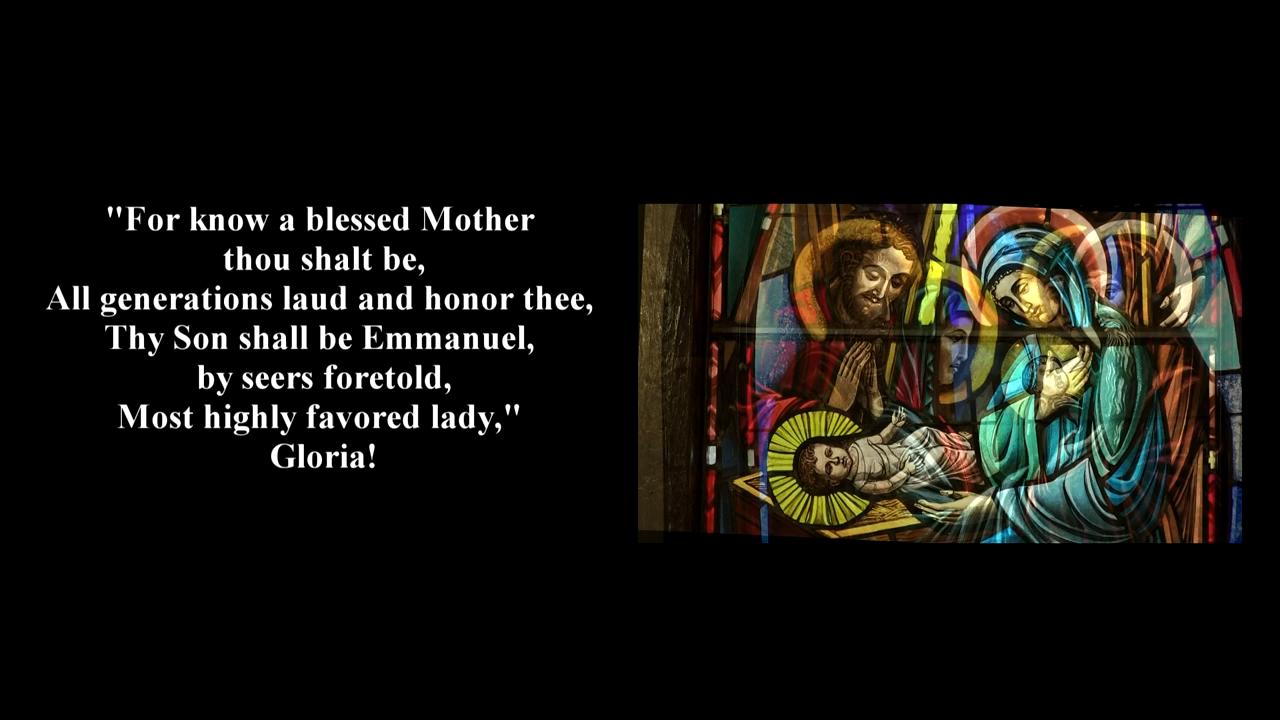 "For know a blessed Mother
thou shalt be,
All generations laud and honor thee,
Thy Son shall be Emmanuel,
by seers foretold,
Most highly favored lady,"
Gloria!